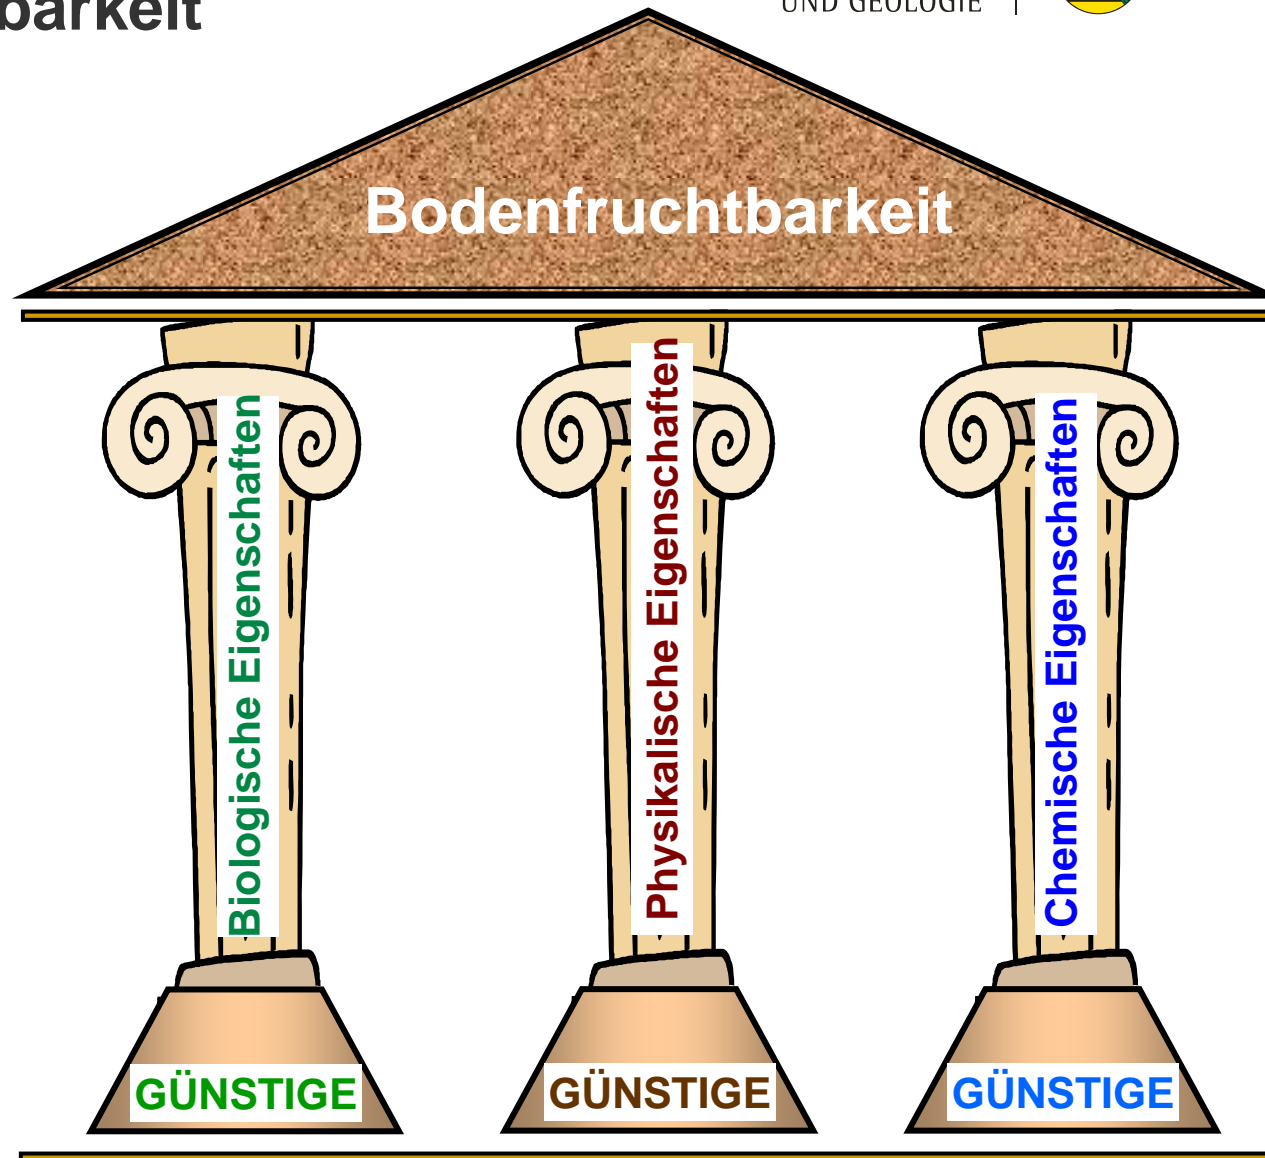 barkeit
UND GEOLOGIE
Bodenfruchtbarkeit
Biologische Eigenschaften
Physikalische Eigenschaften
Chemische Eigenschaften
GÜNSTIGE
GÜNSTIGE
GÜNSTIGE